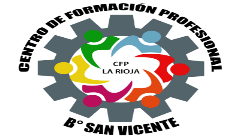 CENTRO DE FORMACIÓN PROFESIONAL
CFP
LA RIOJA
B° SAN VICENTE